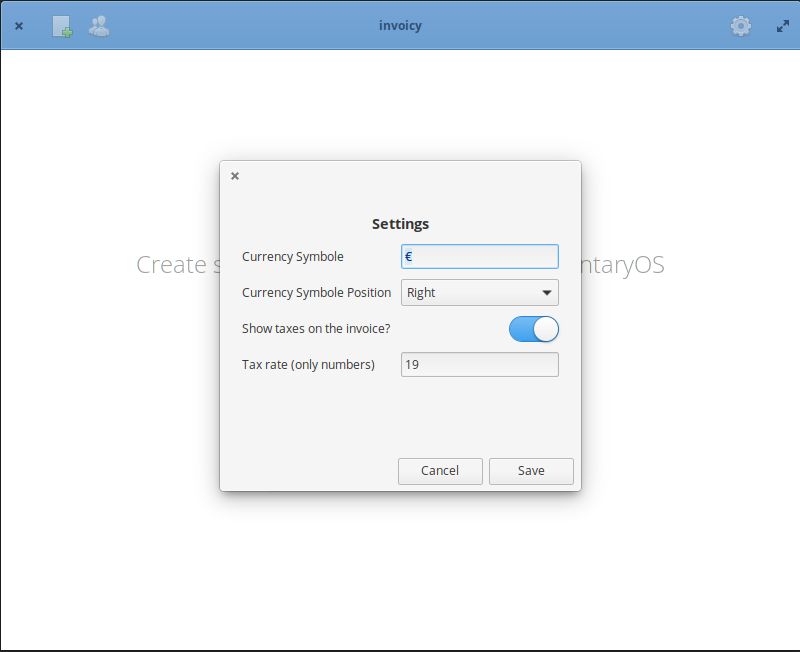 invoicy
Settings
Currency Symbole €
Currency Symbole Position Right
Show taxes on the invoice?
Tax rate (only numbers) 19
Create
ntaryOS
Cancel Save